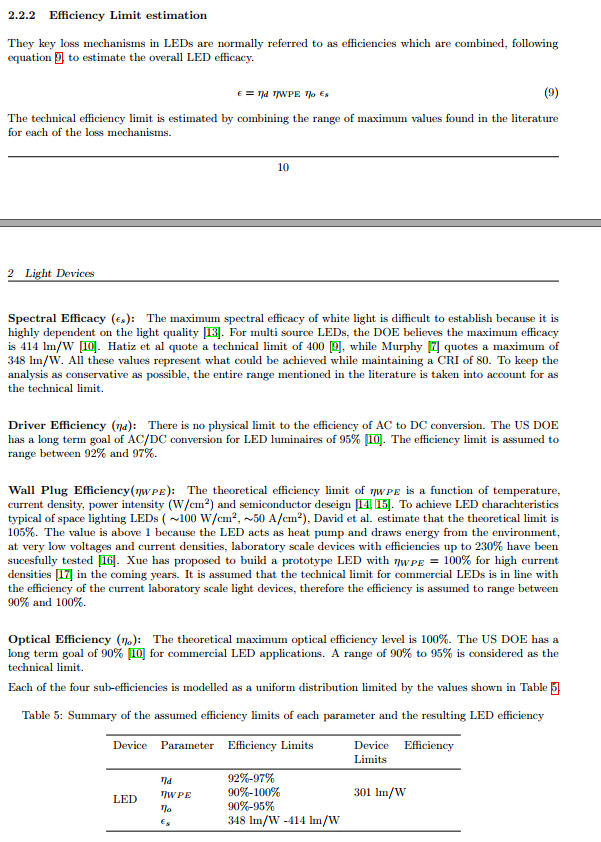 2.2.2 Efficiency Limit estimation
They key loss mechanisms in LEDs are normally referred to as efficiencies which are combined, following
equation 9, to estimate the overall LED efficacy.
ϵ = η_d η_WPE η_o ϵ_s (9)
The technical efficiency limit is estimated by combining the range of maximum values found in the literature
for each of the loss mechanisms.
10
2 Light Devices
Spectral Efficacy (ϵ_s): The maximum spectral efficacy of white light is difficult to establish because it is
highly dependent on the light quality [13]. For multi source LEDs, the DOE believes the maximum efficacy
is 414 lm/W [10]. Hatiz et al quote a technical limit of 400 [9], while Murphy [7] quotes a maximum of
348 lm/W. All these values represent what could be achieved while maintaining a CRI of 80. To keep the
analysis as conservative as possible, the entire range mentioned in the literature is taken into account for as
the technical limit.
Driver Efficiency (η_d): There is no physical limit to the efficiency of AC to DC conversion. The US DOE
has a long term goal of AC/DC conversion for LED luminaires of 95% [10]. The efficiency limit is assumed to
range between 92% and 97%.
Wall Plug Efficiency(η_WPE): The theoretical efficiency limit of η_WPE is a function of temperature,
current density, power intensity (W/cm²) and semiconductor deseign [14, 15]. To achieve LED charachteristics
typical of space lighting LEDs ( ∼100 W/cm², ∼50 A/cm²), David et al. estimate that the theoretical limit is
105%. The value is above 1 because the LED acts as heat pump and draws energy from the environment,
at very low voltages and current densities, laboratory scale devices with efficiencies up to 230% have been
sucesfully tested [16]. Xue has proposed to build a prototype LED with η_WPE = 100% for high current
densities [17] in the coming years. It is assumed that the technical limit for commercial LEDs is in line with
the efficiency of the current laboratory scale light devices, therefore the efficiency is assumed to range between
90% and 100%.
Optical Efficiency (η_o): The theoretical maximum optical efficiency level is 100%. The US DOE has a
long term goal of 90% [10] for commercial LED applications. A range of 90% to 95% is considered as the
technical limit.
Each of the four sub-efficiencies is modelled as a uniform distribution limited by the values shown in Table 5.
Table 5: Summary of the assumed efficiency limits of each parameter and the resulting LED efficiency
Device Parameter Efficiency Limits Device Efficiency
Limits
η_d 92%-97%
LED η_WPE 90%-100% 301 lm/W
η_o 90%-95%
ϵ_s 348 lm/W -414 lm/W